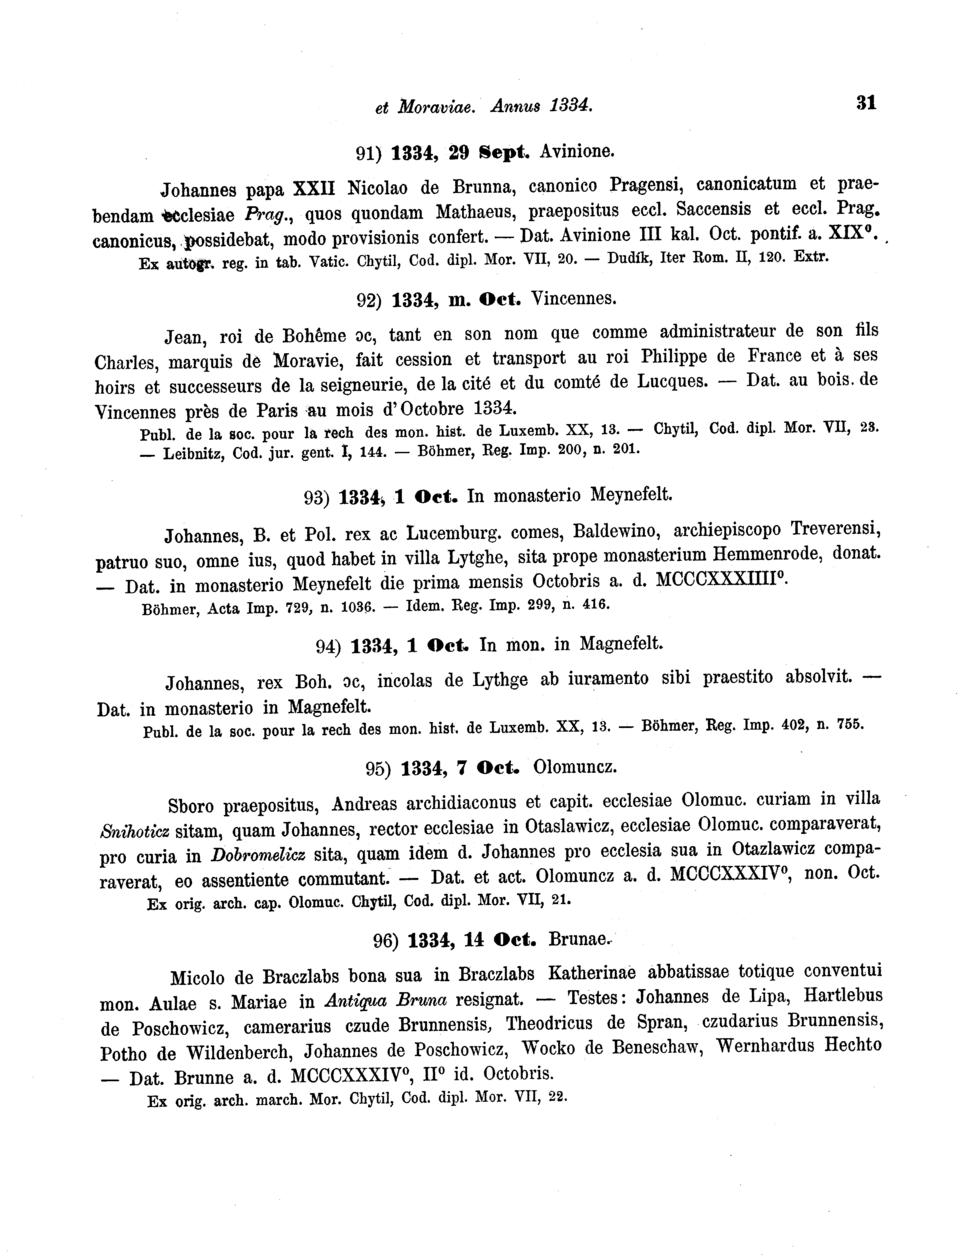 et Moraviae. Annus 1334. 31
91) 1334, 29 Sept. Avinione.
Johannes papa XXII Nicolao de Brunna, canonico Pragensi, canonicatum et prae-
bendam ecclesiae Prag., quos quondam Mathaeus, praepositus eccl. Saccensis et eccl. Prag.
canonicus, possidebat, modo provisionis confert. — Dat. Avinione III kal. Oct. pontif. a. XIX⁰.
Ex autogr. reg. in tab. Vatic. Chytil, Cod. dipl. Mor. VII, 20. — Dudík, Iter Rom. II, 120. Extr.
92) 1334, m. Oct. Vincennes.
Jean, roi de Bohême ɔc, tant en son nom que comme administrateur de son fils
Charles, marquis de Moravie, fait cession et transport au roi Philippe de France et à ses
hoirs et successeurs de la seigneurie, de la cité et du comté de Lucques. — Dat. au bois. de
Vincennes près de Paris au mois d'Octobre 1334.
Publ. de la soc. pour la rech des mon. hist. de Luxemb. XX, 13. — Chytil, Cod. dipl. Mor. VII, 23.
— Leibnitz, Cod. jur. gent. I, 144. — Böhmer, Reg. Imp. 200, n. 201.
93) 1334, 1 Oct. In monasterio Meynefelt.
Johannes, B. et Pol. rex ac Lucemburg. comes, Baldewino, archiepiscopo Treverensi,
patruo suo, omne ius, quod habet in villa Lytghe, sita prope monasterium Hemmenrode, donat.
— Dat. in monasterio Meynefelt die prima mensis Octobris a. d. MCCCXXXIIII⁰.
Böhmer, Acta Imp. 729, n. 1036. — Idem. Reg. Imp. 299, n. 416.
94) 1334, 1 Oct. In mon. in Magnefelt.
Johannes, rex Boh. ɔc, incolas de Lythge ab iuramento sibi praestito absolvit. —
Dat. in monasterio in Magnefelt.
Publ. de la soc. pour la rech des mon. hist. de Luxemb. XX, 13. — Böhmer, Reg. Imp. 402, n. 755.
95) 1334, 7 Oct. Olomuncz.
Sboro praepositus, Andreas archidiaconus et capit. ecclesiae Olomuc. curiam in villa
Snihoticz sitam, quam Johannes, rector ecclesiae in Otaslawicz, ecclesiae Olomuc. comparaverat,
pro curia in Dobromelicz sita, quam idem d. Johannes pro ecclesia sua in Otazlawicz compa-
raverat, eo assentiente commutant. — Dat. et act. Olomuncz a. d. MCCCXXXIV⁰, non. Oct.
Ex orig. arch. cap. Olomuc. Chytil, Cod. dipl. Mor. VII, 21.
96) 1334, 14 Oct. Brunae.
Micolo de Braczlabs bona sua in Braczlabs Katherinae abbatissae totique conventui
mon. Aulae s. Mariae in Antiqua Bruna resignat. — Testes: Johannes de Lipa, Hartlebus
de Poschowicz, camerarius czude Brunnensis, Theodricus de Spran, czudarius Brunnensis,
Potho de Wildenberch, Johannes de Poschowicz, Wocko de Beneschaw, Wernhardus Hechto
— Dat. Brunne a. d. MCCCXXXIV⁰, II⁰ id. Octobris.
Ex orig. arch. march. Mor. Chytil, Cod. dipl. Mor. VII, 22.